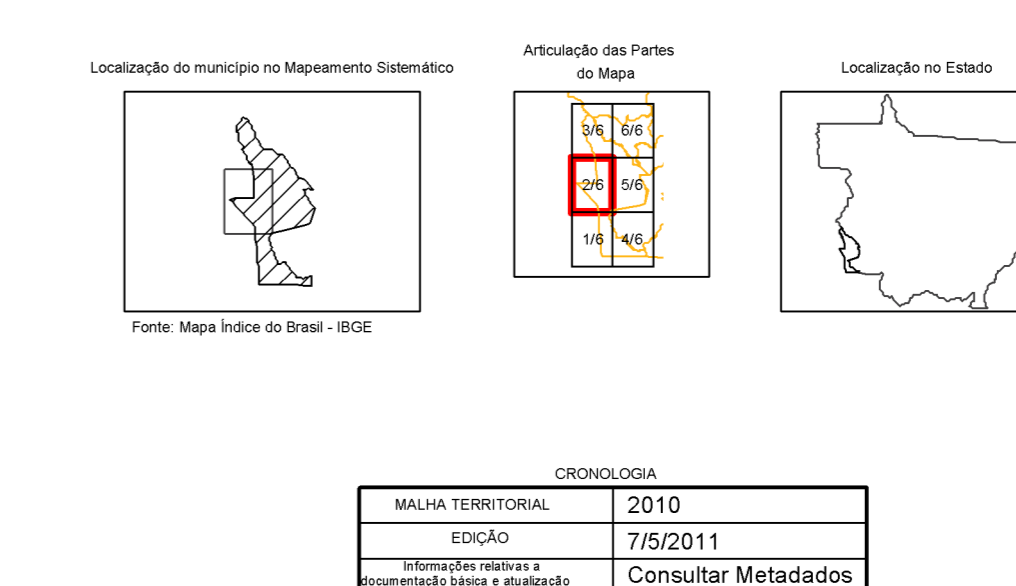 Localização do município no Mapeamento Sistemático
Articulação das Partes
do Mapa
Localização no Estado
3/6 6/6
2/6 5/6
1/6 4/6
Fonte: Mapa Índice do Brasil - IBGE
CRONOLOGIA
MALHA TERRITORIAL 2010
EDIÇÃO 7/5/2011
Informações relativas a
documentação básica e atualização
Consultar Metadados